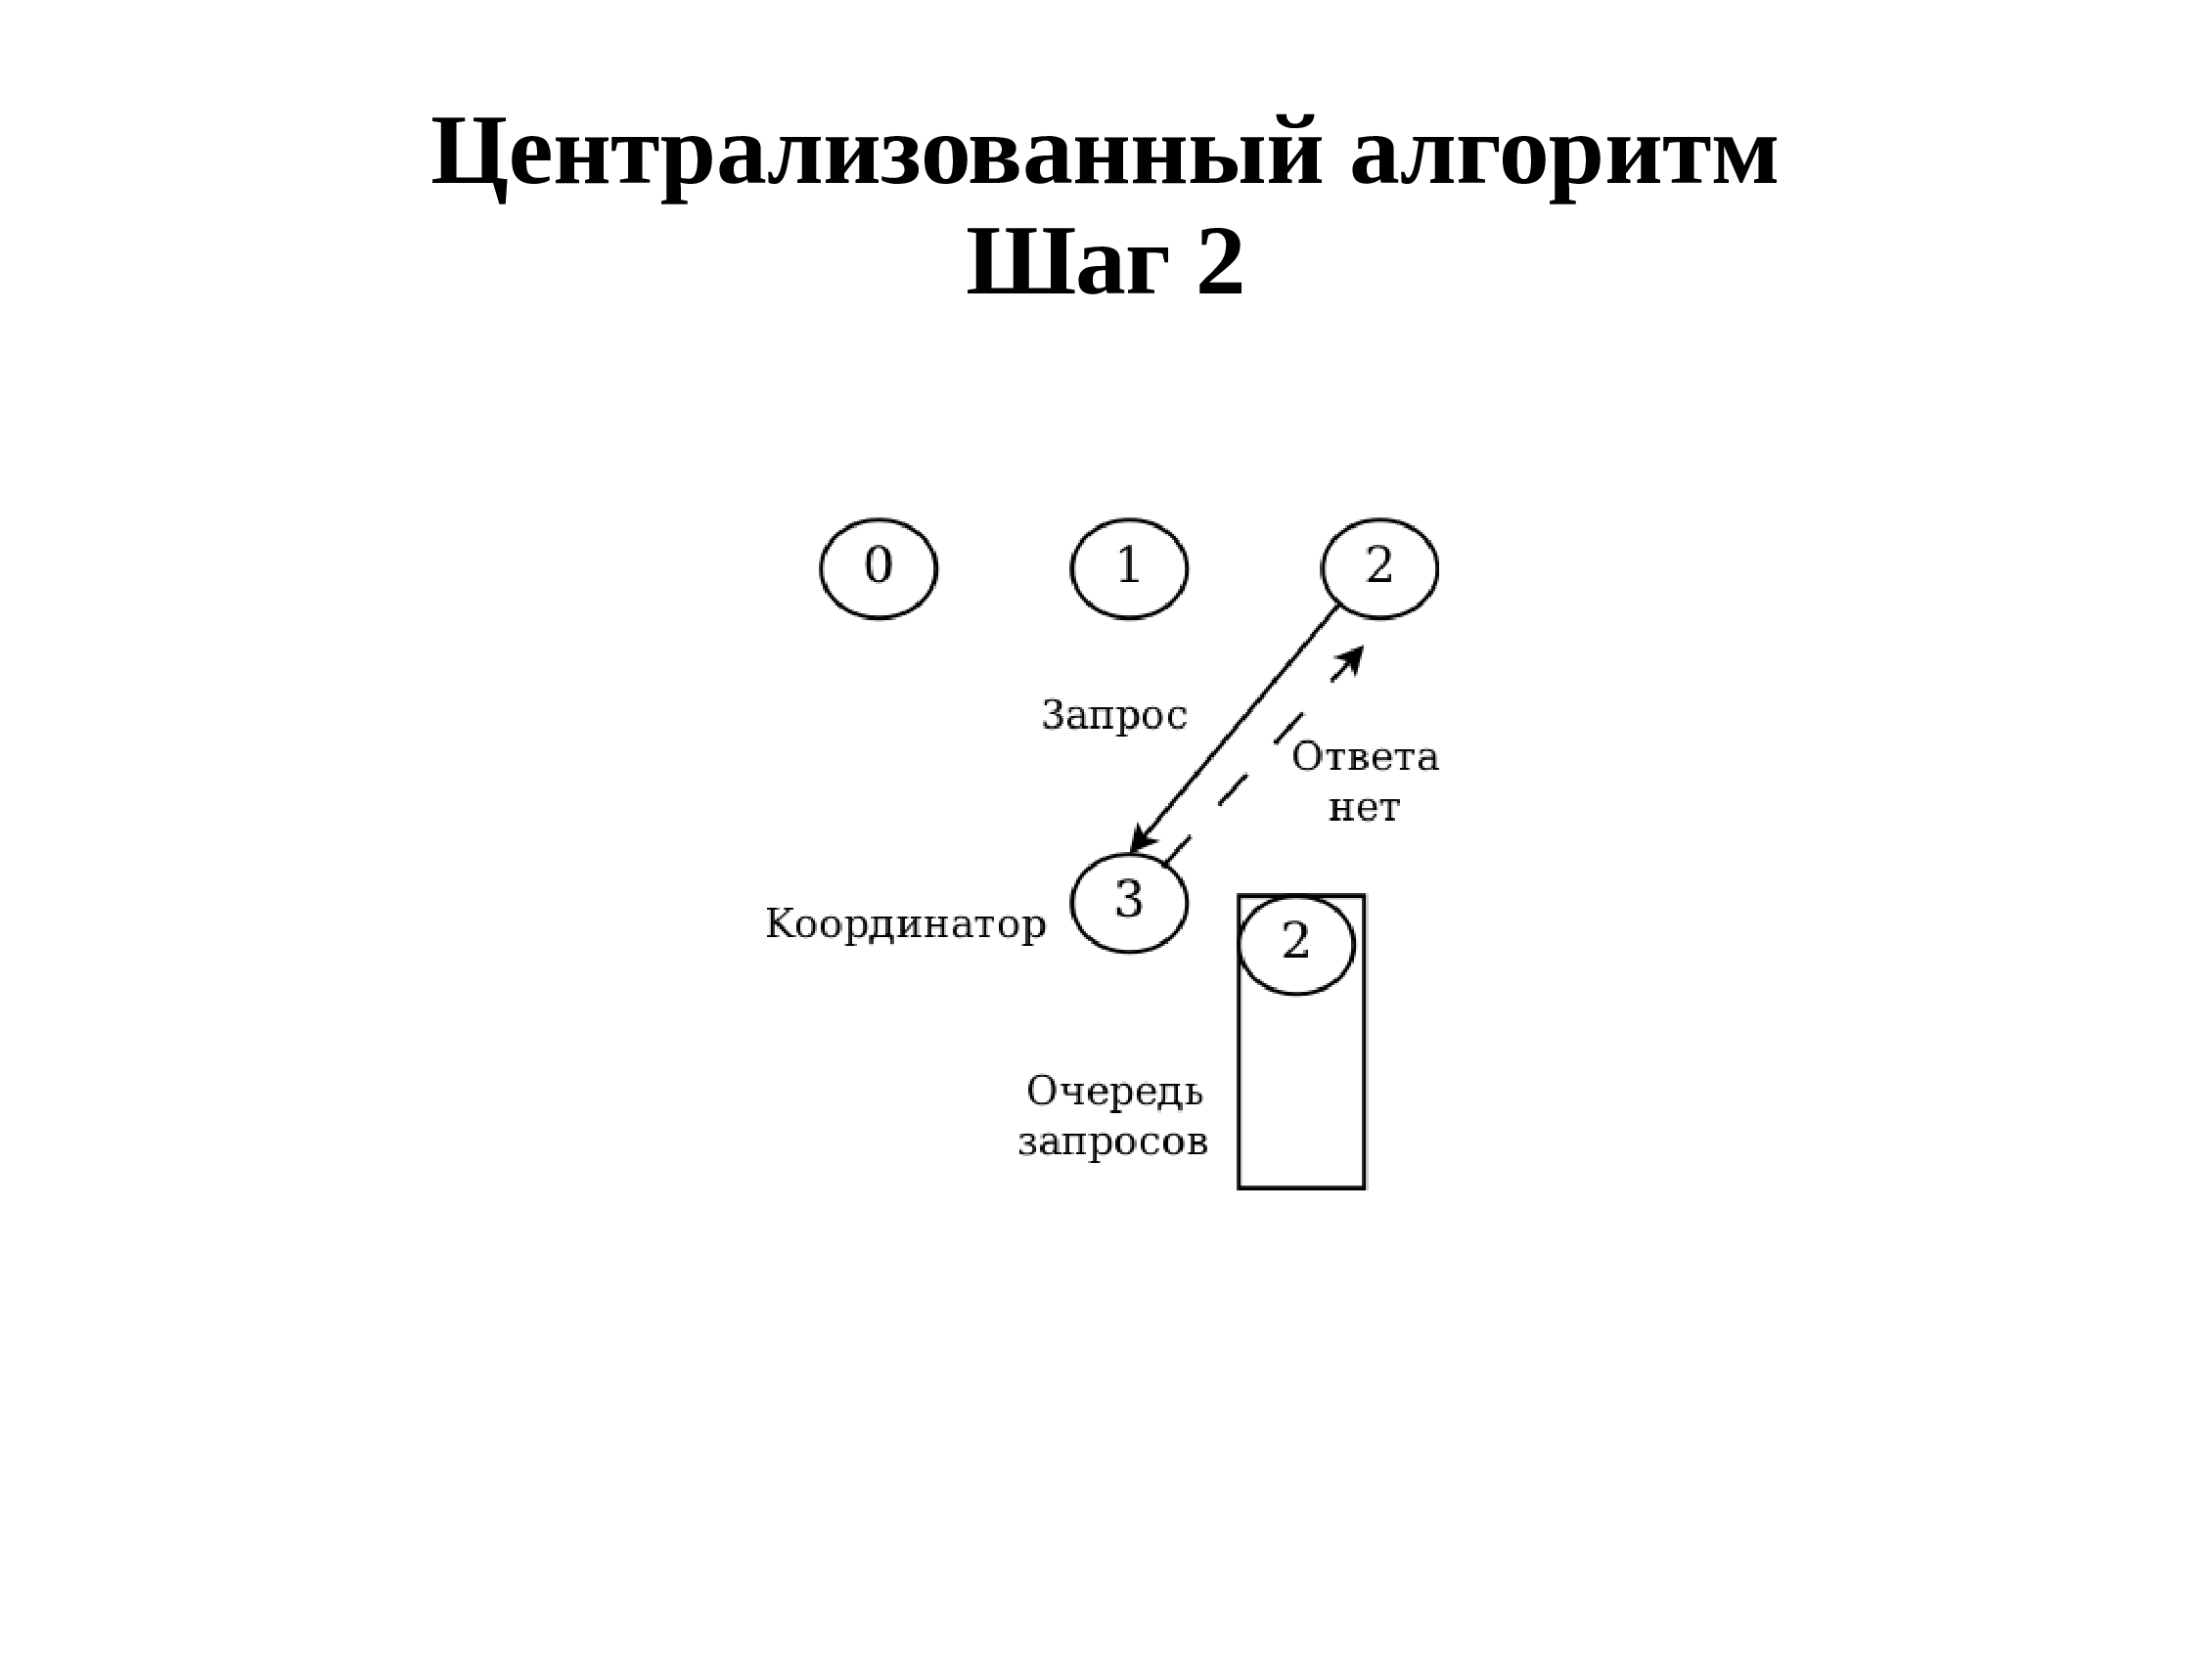 Централизованный алгоритм
Шаг 2
0
1
2
Запрос
Ответа
нет
3
Координатор
2
Очередь
запросов